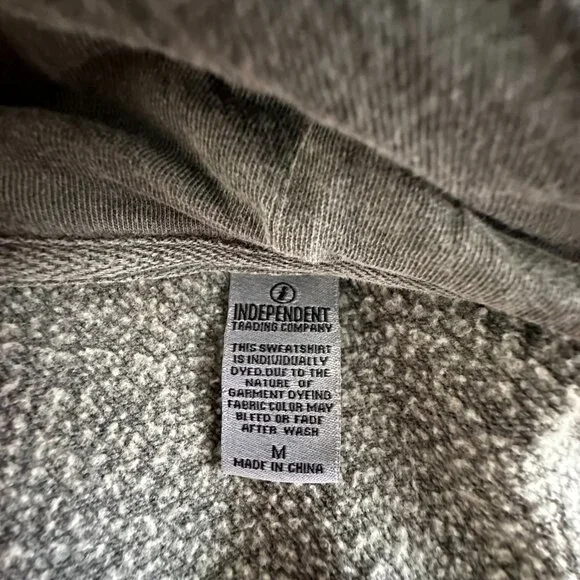 INDEPENDENT
TRADING COMPANY
THIS SWEATSHIRT
IS INDIVIDUALLY
DYED.DUE TO THE
NATURE OF
GARMENT DYEING
FABRIC COLOR MAY
BLEED OR FADE
AFTER WASH
M
MADE IN CHINA